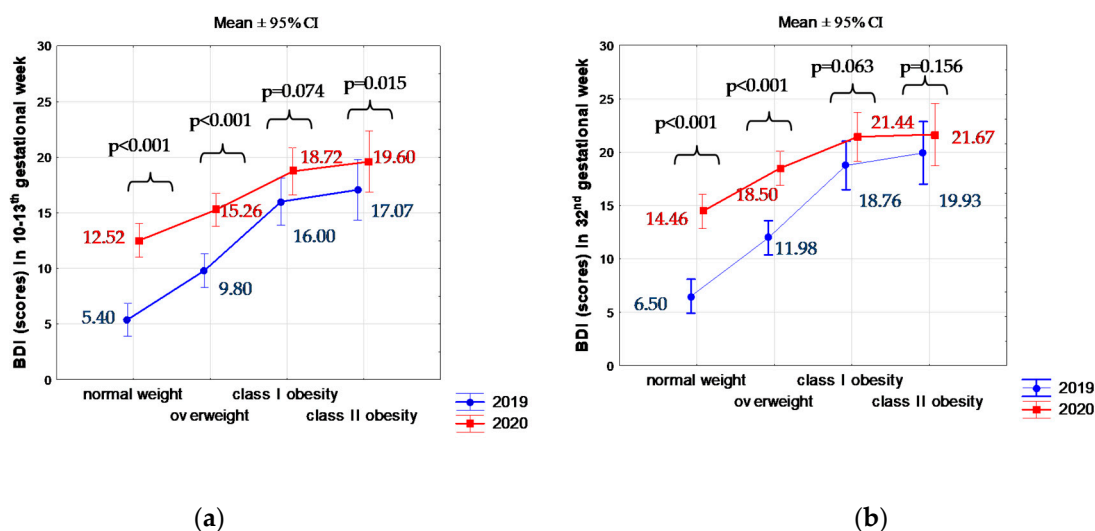 (a)
Mean ± 95% CI
BDI (scores) in 10-13th gestational week
30
25
20
15
10
5
0
p<0.001
p<0.001
p=0.074
p=0.015
12.52
15.26
18.72
19.60
5.40
9.80
16.00
17.07
normal weight
overweight
class I obesity
class II obesity
2019
2020
(b)
Mean ± 95% CI
BDI (scores) in 32nd gestational week
30
25
20
15
10
5
0
p<0.001
p<0.001
p=0.063
p=0.156
14.46
18.50
21.44
21.67
6.50
11.98
18.76
19.93
normal weight
overweight
class I obesity
class II obesity
2019
2020
(a)
(b)